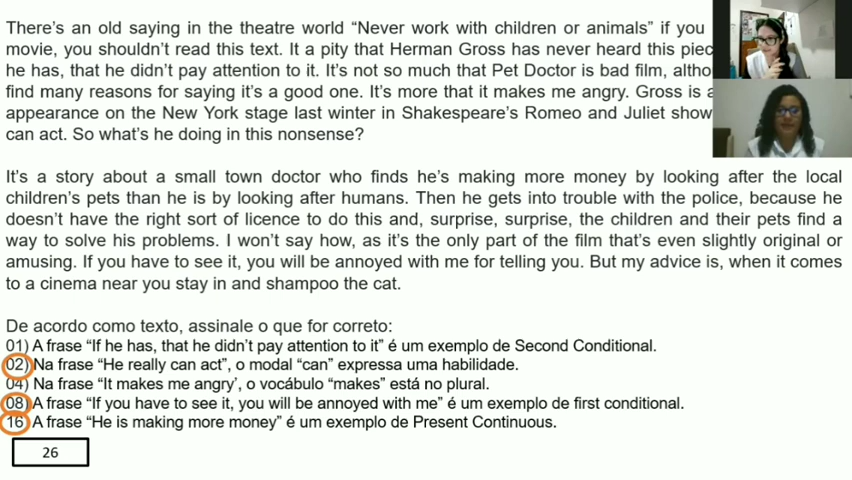 There’s an old saying in the theatre world “Never work with children or animals” if you
movie, you shouldn’t read this text. It a pity that Herman Gross has never heard this
he has, that he didn’t pay attention to it. It’s not so much that Pet Doctor is bad film,
find many reasons for saying it’s a good one. It’s more that it makes me angry. Gross is
appearance on the New York stage last winter in Shakespeare’s Romeo and Juliet show
can act. So what’s he doing in this nonsense?
It’s a story about a small town doctor who finds he’s making more money by looking after the local
children’s pets than he is by looking after humans. Then he gets into trouble with the police, because he
doesn’t have the right sort of licence to do this and, surprise, surprise, the children and their pets find a
way to solve his problems. I won’t say how, as it’s the only part of the film that’s even slightly original or
amusing. If you have to see it, you will be annoyed with me for telling you. But my advice is, when it comes
to a cinema near you stay in and shampoo the cat.
De acordo como texto, assinale o que for correto:
01) A frase “If he has, that he didn’t pay attention to it” é um exemplo de Second Conditional.
02) Na frase “He really can act”, o modal “can” expressa uma habilidade.
04) Na frase “It makes me angry’, o vocábulo “makes” está no plural.
08) A frase “If you have to see it, you will be annoyed with me” é um exemplo de first conditional.
16) A frase “He is making more money” é um exemplo de Present Continuous.
26